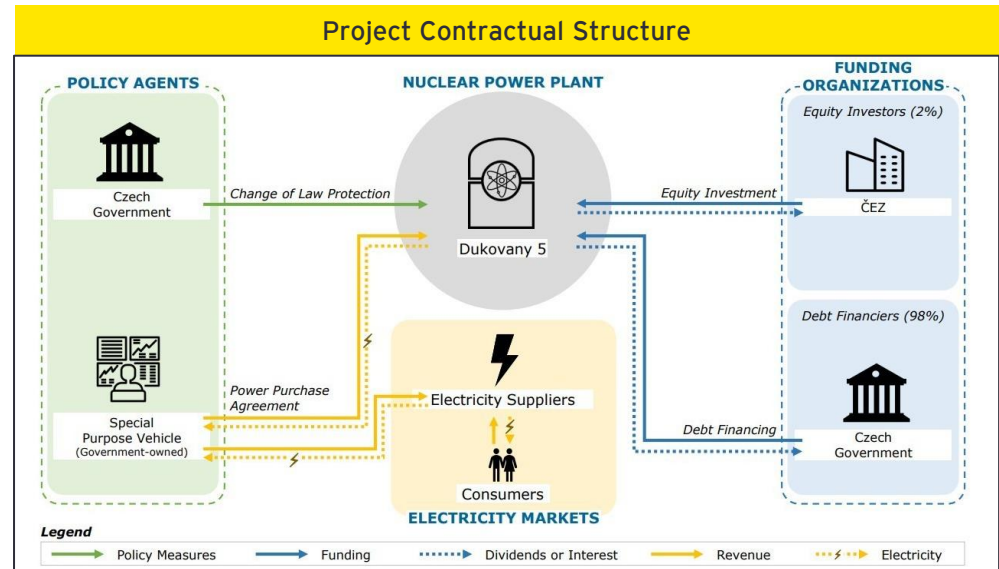 Project Contractual Structure
POLICY AGENTS
NUCLEAR POWER PLANT
FUNDING
ORGANIZATIONS
Equity Investors (2%)
Czech
Government
Change of Law Protection
Dukovany 5
Equity Investment
ČEZ
Debt Financiers (98%)
Special
Purpose Vehicle
(Government-owned)
Power Purchase
Agreement
Electricity Suppliers
Consumers
ELECTRICITY MARKETS
Debt Financing
Czech
Government
Legend
Policy Measures
Funding
Dividends or Interest
Revenue
Electricity